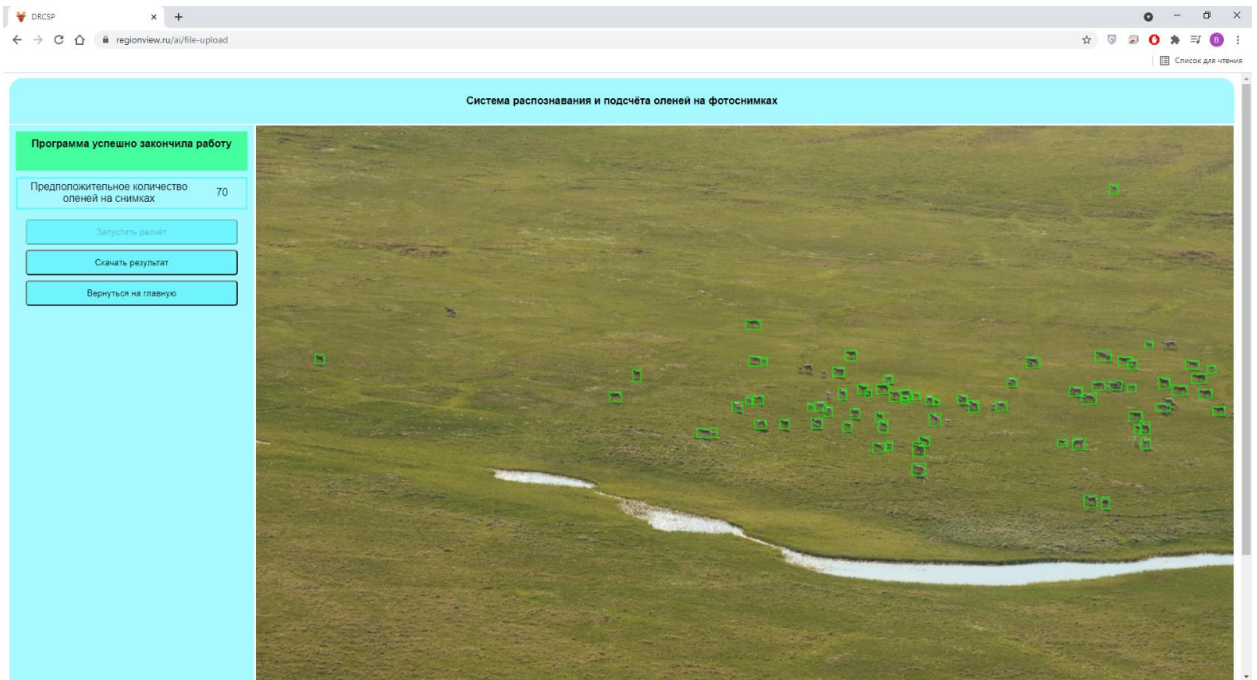 DRCSP
regionview.ru/ai/file-upload
B
Список для чтения
Система распознавания и подсчёта оленей на фотоснимках
Программа успешно закончила работу
Предположительное количество
оленей на снимках
70
Запустить расчёт
Скачать результат
Вернуться на главную